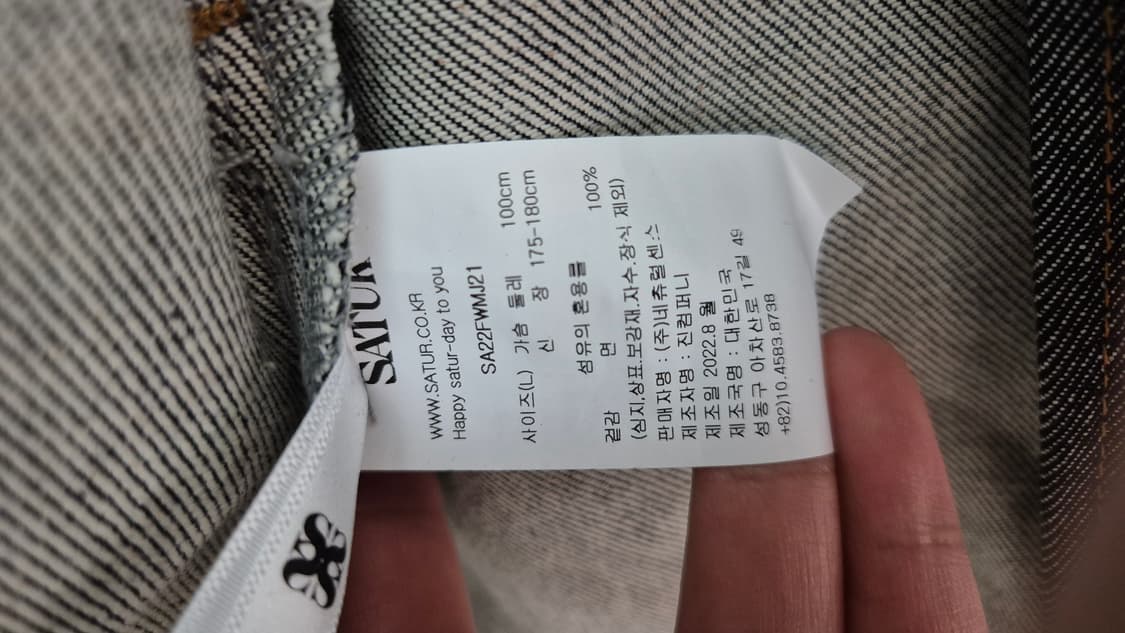 SATUR
WWW.SATUR.CO.KR
Happy satur-day to you
SA22FWMJ21
사이즈(L) 가슴 둘레 100cm
신 장 175-180cm
섬유의 혼용률
겉감 면 100%
(심지,상표,보강재,자수,장식 제외)
판매자명 : (주)네츄럴센스
제조자명 : 진컴퍼니
제조일 2022.8 월
제조국명 : 대한민국
성동구 아차산로 17길 49
+82)10.4583.8738